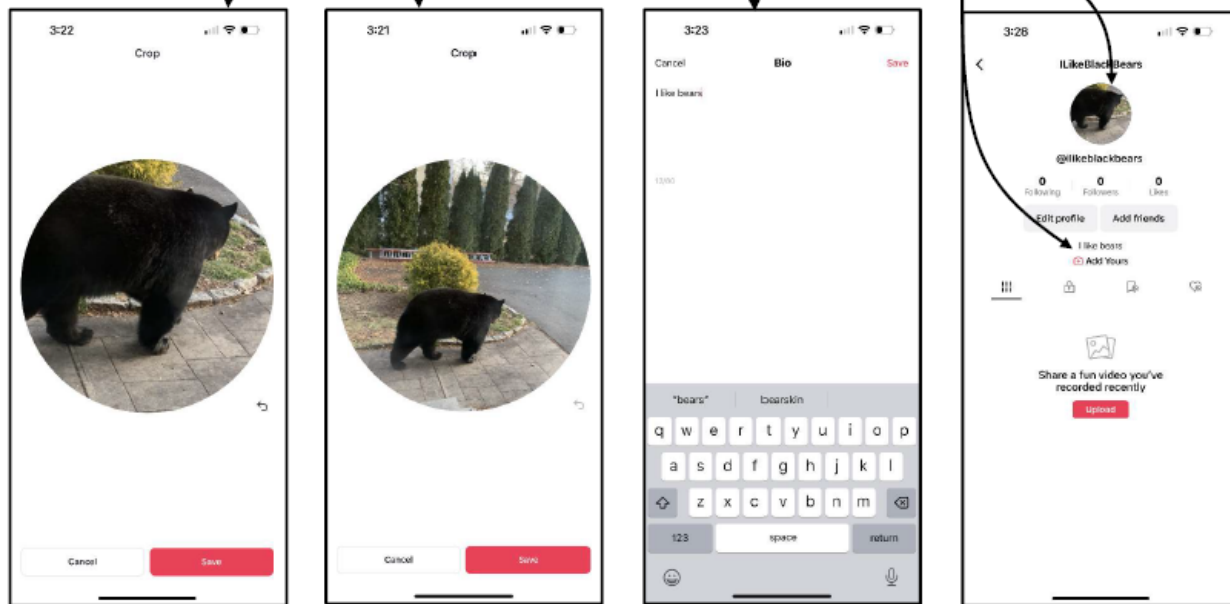 3:22
Crop
Cancel
Save
3:21
Crop
Cancel
Save
3:23
Cancel Bio Save
I like bears
12/80
"bears" bearskin
q w e r t y u i o p
a s d f g h j k l
z x c v b n m
123 space return
3:28
ILikeBlackBears
@ilikeblackbears
0 0 0
Following Followers Likes
Edit profile Add friends
I like bears
Add Yours
Share a fun video you've
recorded recently
Upload